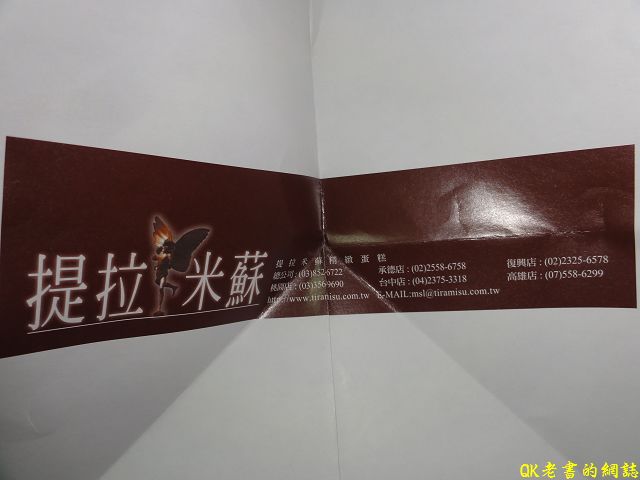 提拉米蘇
提拉米蘇精緻蛋糕
總公司 : (03)852-6722
桃園店 : (03)356-9690
http://www.tiramisu.com.tw
承德店 : (02)2558-6758
台中店 : (04)2375-3318
E-MAIL:msl@tiramisu.com.tw
復興店 : (02)2325-6578
高雄店 : (07)558-6299
QK老書的網誌